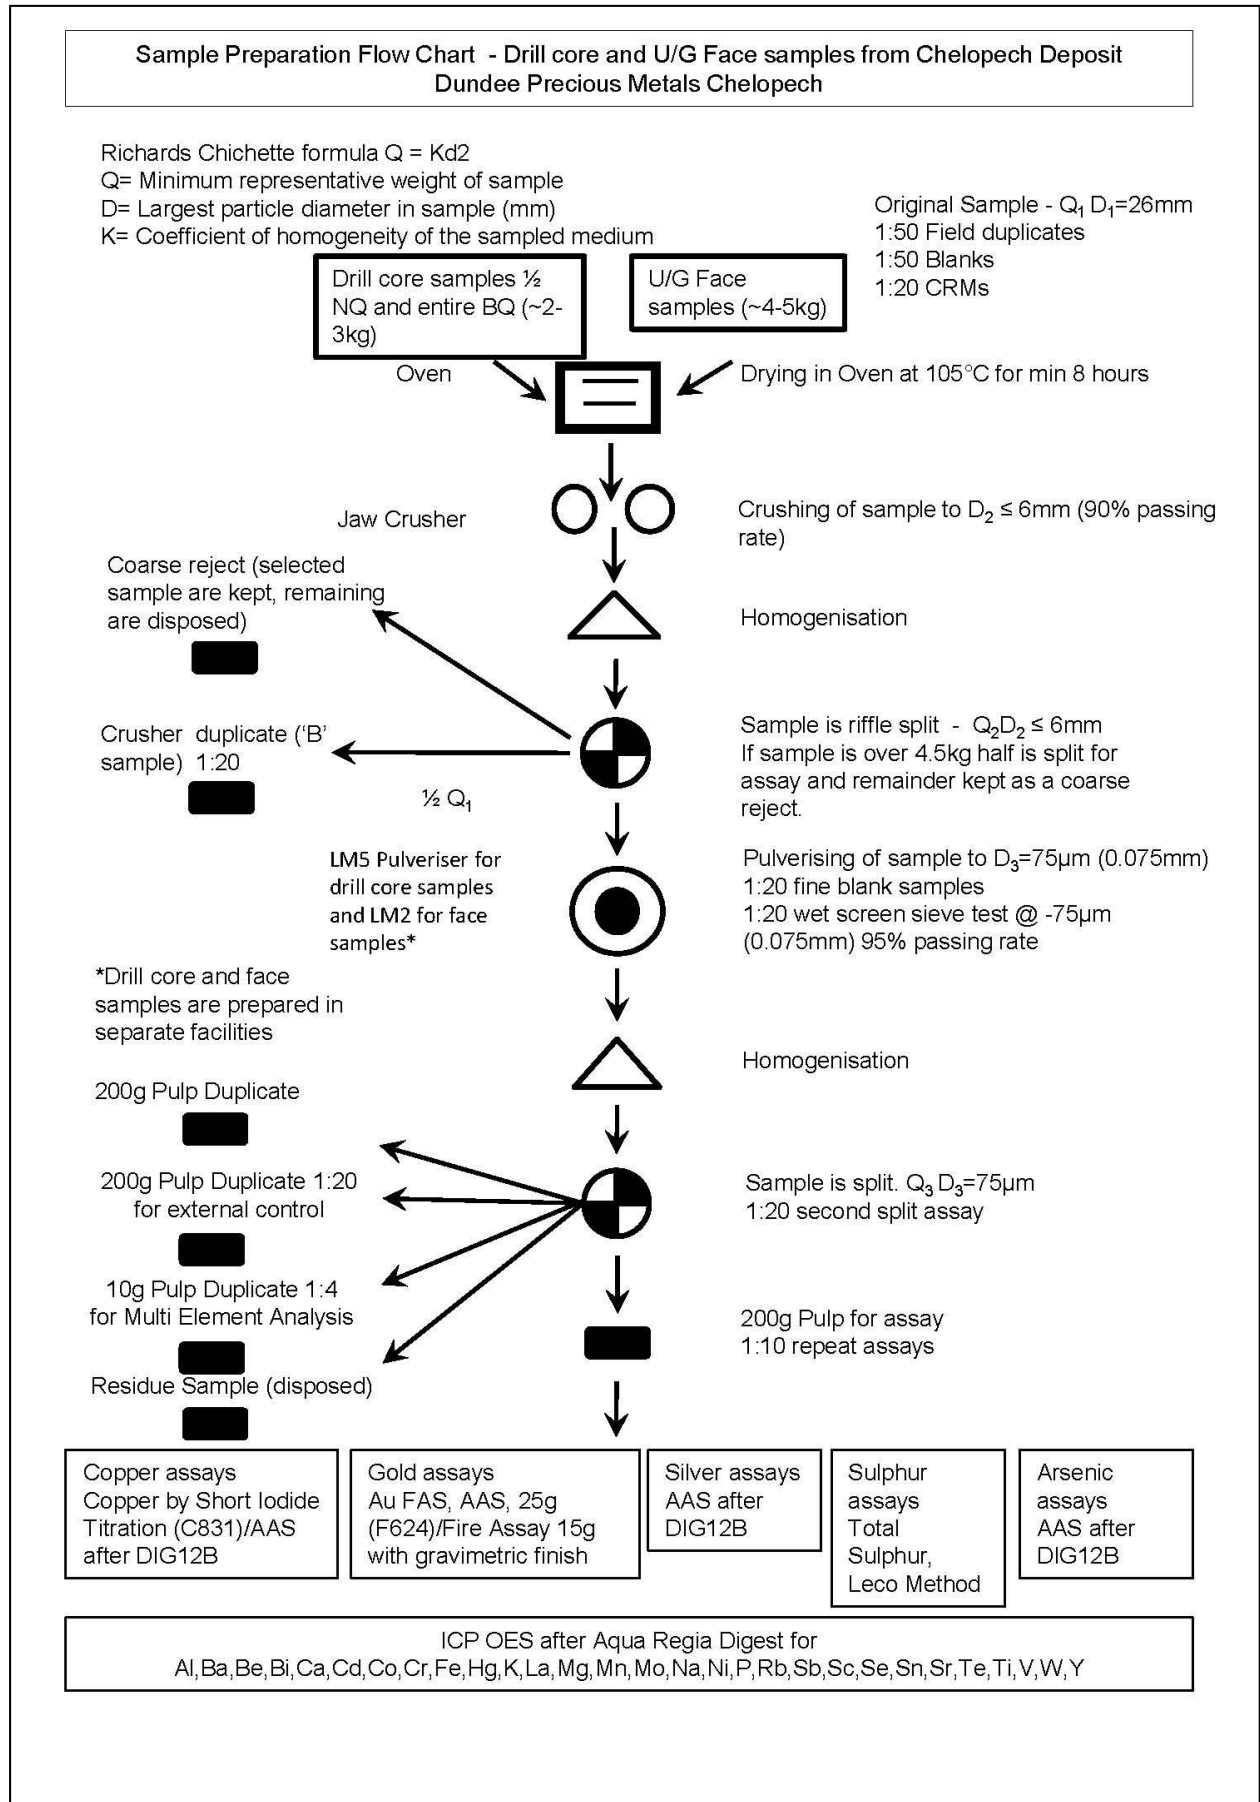 Sample Preparation Flow Chart - Drill core and U/G Face samples from Chelopech Deposit
Dundee Precious Metals Chelopech
Richards Chichette formula Q = Kd2
Q= Minimum representative weight of sample
D= Largest particle diameter in sample (mm)
K= Coefficient of homogeneity of the sampled medium
Original Sample - Q₁ D₁=26mm
1:50 Field duplicates
1:50 Blanks
1:20 CRMs
Drill core samples ½
NQ and entire BQ (~2-
3kg)
U/G Face
samples (~4-5kg)
Oven
Drying in Oven at 105°C for min 8 hours
Jaw Crusher
Crushing of sample to D₂ ≤ 6mm (90% passing
rate)
Coarse reject (selected
sample are kept, remaining
are disposed)
Homogenisation
Crusher duplicate (‘B’
sample) 1:20
½ Q₁
Sample is riffle split - Q₂D₂ ≤ 6mm
If sample is over 4.5kg half is split for
assay and remainder kept as a coarse
reject.
LM5 Pulveriser for
drill core samples
and LM2 for face
samples*
Pulverising of sample to D₃=75µm (0.075mm)
1:20 fine blank samples
1:20 wet screen sieve test @ -75µm
(0.075mm) 95% passing rate
*Drill core and face
samples are prepared in
separate facilities
Homogenisation
200g Pulp Duplicate
200g Pulp Duplicate 1:20
for external control
10g Pulp Duplicate 1:4
for Multi Element Analysis
Residue Sample (disposed)
Sample is split. Q₃ D₃=75µm
1:20 second split assay
200g Pulp for assay
1:10 repeat assays
Copper assays
Copper by Short Iodide
Titration (C831)/AAS
after DIG12B
Gold assays
Au FAS, AAS, 25g
(F624)/Fire Assay 15g
with gravimetric finish
Silver assays
AAS after
DIG12B
Sulphur
assays
Total
Sulphur,
Leco Method
Arsenic
assays
AAS after
DIG12B
ICP OES after Aqua Regia Digest for
Al,Ba,Be,Bi,Ca,Cd,Co,Cr,Fe,Hg,K,La,Mg,Mn,Mo,Na,Ni,P,Rb,Sb,Sc,Se,Sn,Sr,Te,Ti,V,W,Y